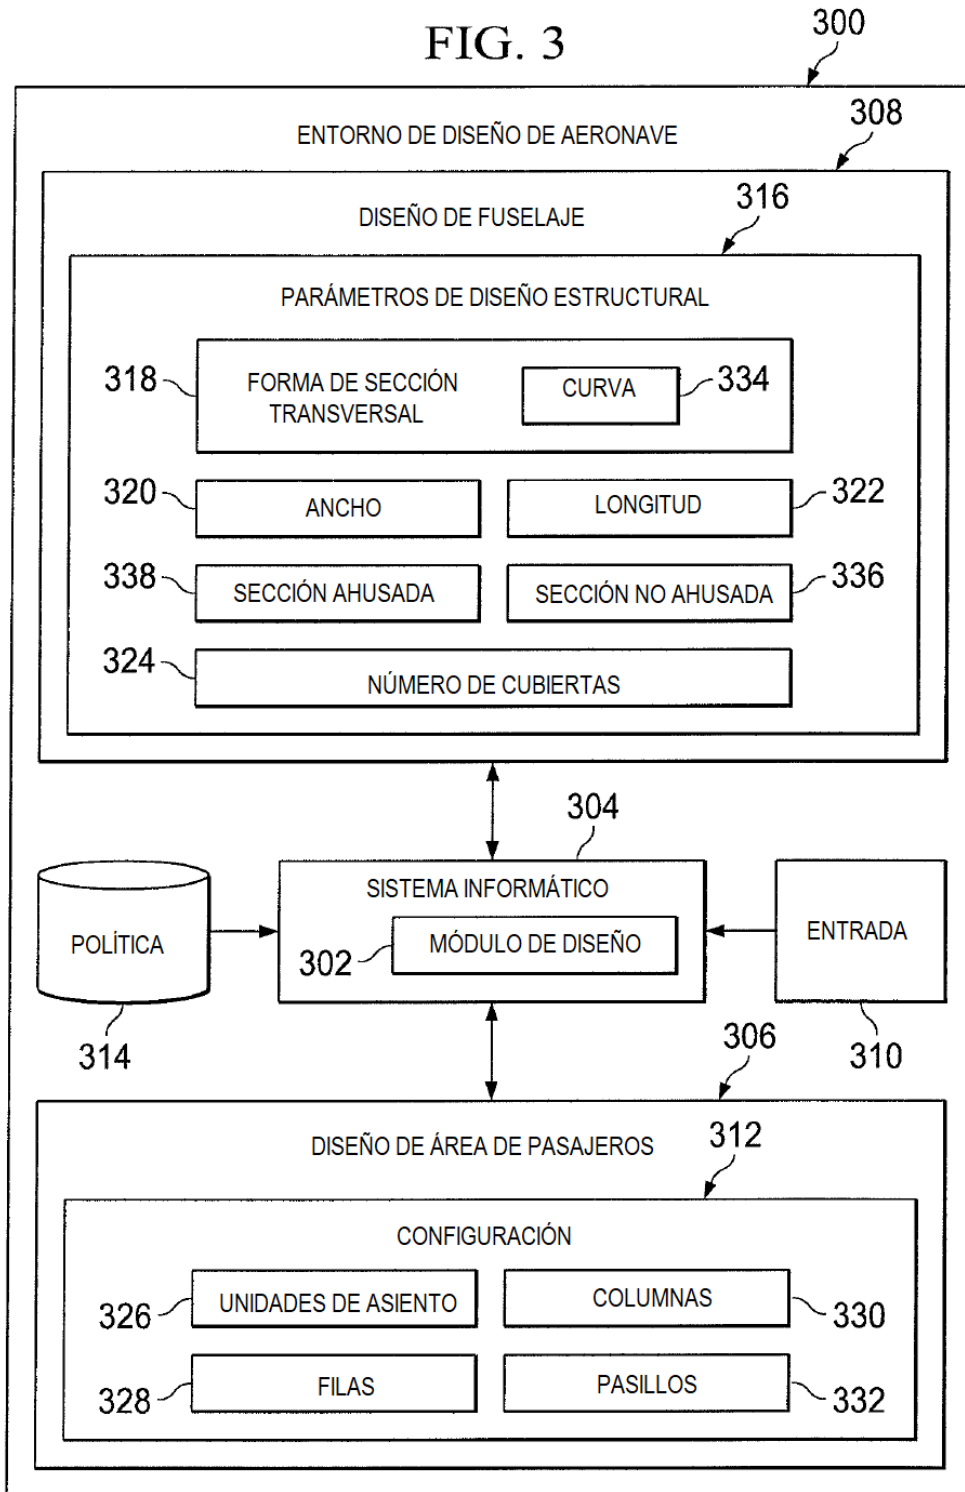 FIG. 3
300
ENTORNO DE DISEÑO DE AERONAVE
308
DISEÑO DE FUSELAJE
316
PARÁMETROS DE DISEÑO ESTRUCTURAL
318
FORMA DE SECCIÓN
TRANSVERSAL
CURVA
334
320
ANCHO
LONGITUD
322
338
SECCIÓN AHUSADA
SECCIÓN NO AHUSADA
336
324
NÚMERO DE CUBIERTAS
304
SISTEMA INFORMÁTICO
POLÍTICA
302
MÓDULO DE DISEÑO
ENTRADA
314
310
306
DISEÑO DE ÁREA DE PASAJEROS
312
CONFIGURACIÓN
326
UNIDADES DE ASIENTO
COLUMNAS
330
328
FILAS
PASILLOS
332